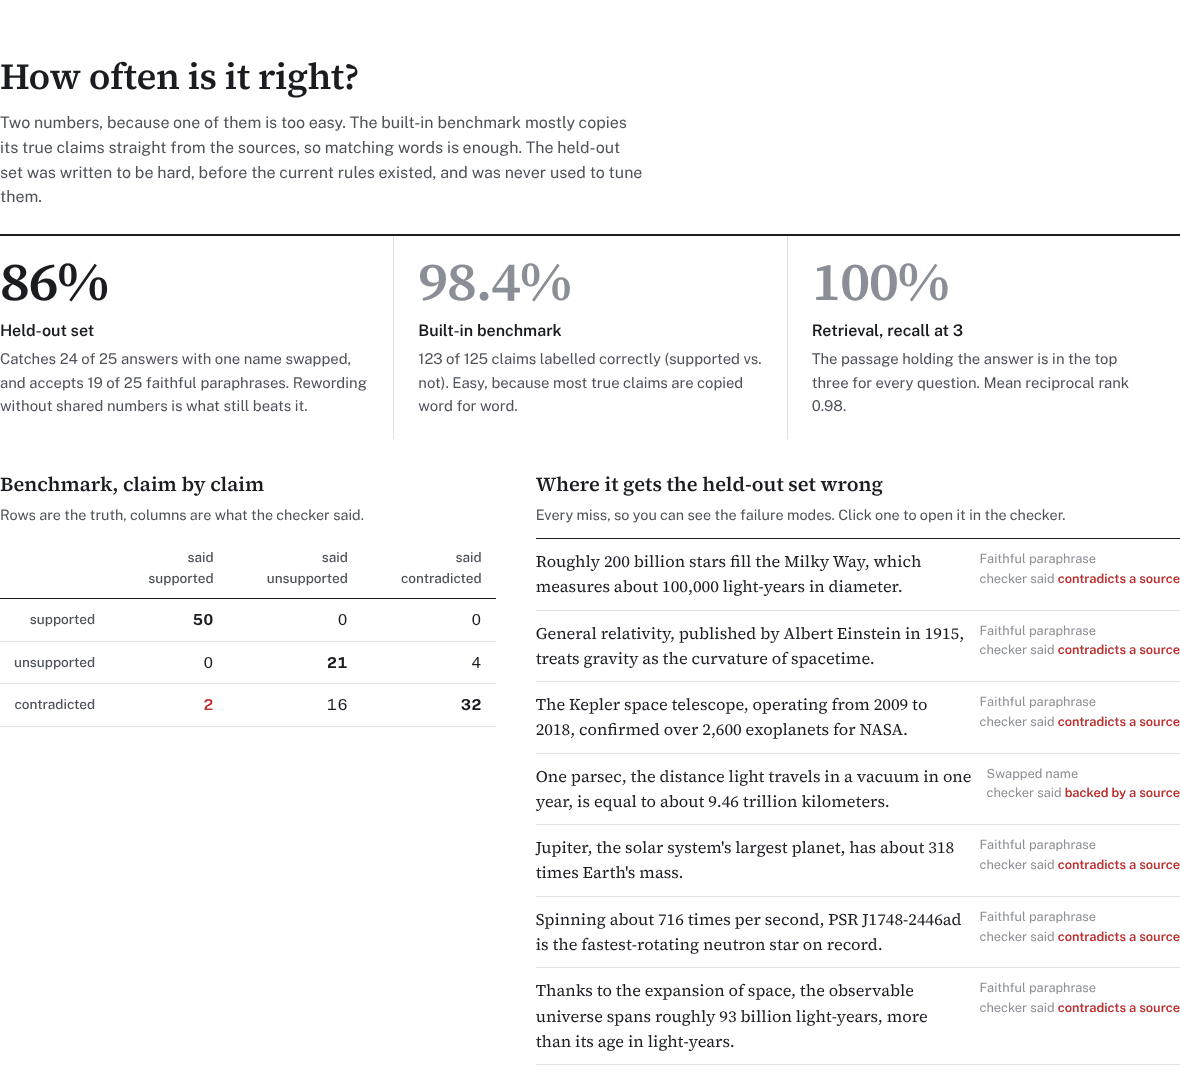 How often is it right?
Two numbers, because one of them is too easy. The built-in benchmark mostly copies
its true claims straight from the sources, so matching words is enough. The held-out
set was written to be hard, before the current rules existed, and was never used to tune
them.
86%
Held-out set
Catches 24 of 25 answers with one name swapped,
and accepts 19 of 25 faithful paraphrases. Rewording
without shared numbers is what still beats it.
98.4%
Built-in benchmark
123 of 125 claims labelled correctly (supported vs.
not). Easy, because most true claims are copied
word for word.
100%
Retrieval, recall at 3
The passage holding the answer is in the top
three for every question. Mean reciprocal rank
0.98.
Benchmark, claim by claim
Rows are the truth, columns are what the checker said.
said supported said unsupported said contradicted
supported 50 0 0
unsupported 0 21 4
contradicted 2 16 32
Where it gets the held-out set wrong
Every miss, so you can see the failure modes. Click one to open it in the checker.
Roughly 200 billion stars fill the Milky Way, which
measures about 100,000 light-years in diameter.
Faithful paraphrase
checker said contradicts a source
General relativity, published by Albert Einstein in 1915,
treats gravity as the curvature of spacetime.
Faithful paraphrase
checker said contradicts a source
The Kepler space telescope, operating from 2009 to
2018, confirmed over 2,600 exoplanets for NASA.
Faithful paraphrase
checker said contradicts a source
One parsec, the distance light travels in a vacuum in one
year, is equal to about 9.46 trillion kilometers.
Swapped name
checker said backed by a source
Jupiter, the solar system's largest planet, has about 318
times Earth's mass.
Faithful paraphrase
checker said contradicts a source
Spinning about 716 times per second, PSR J1748-2446ad
is the fastest-rotating neutron star on record.
Faithful paraphrase
checker said contradicts a source
Thanks to the expansion of space, the observable
universe spans roughly 93 billion light-years, more
than its age in light-years.
Faithful paraphrase
checker said contradicts a source